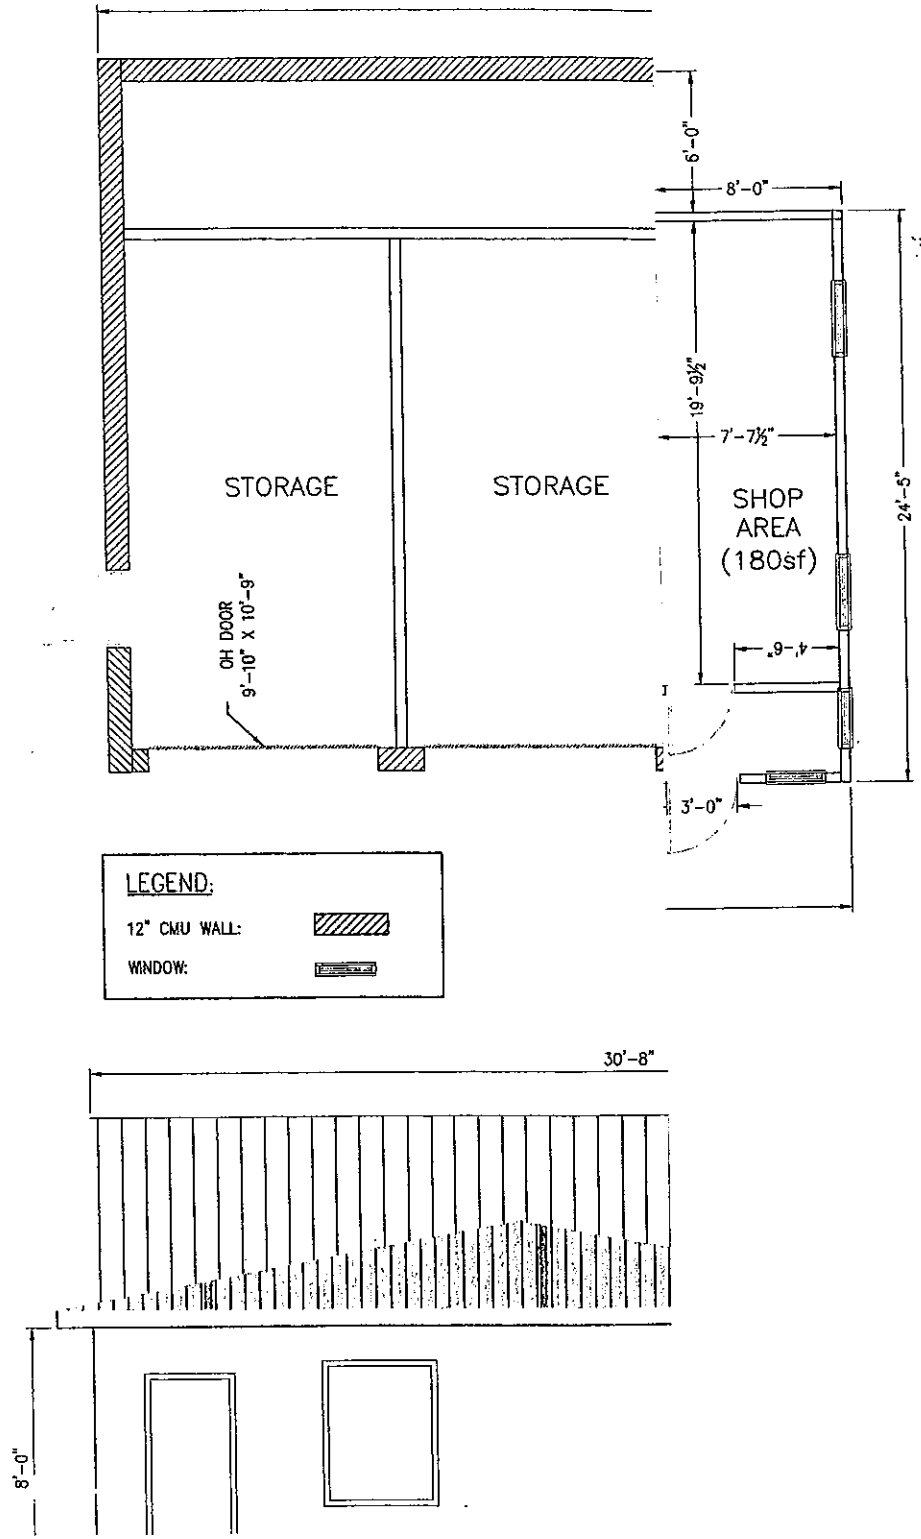 6'-0"
8'-0"
19'-9½"
7'-7½"
24'-5"
STORAGE
STORAGE
SHOP
AREA
(180sf)
OH DOOR
9'-10" X 10'-9"
4'-6"
3'-0"
LEGEND:
12" CMU WALL:
WINDOW:
30'-8"
8'-0"